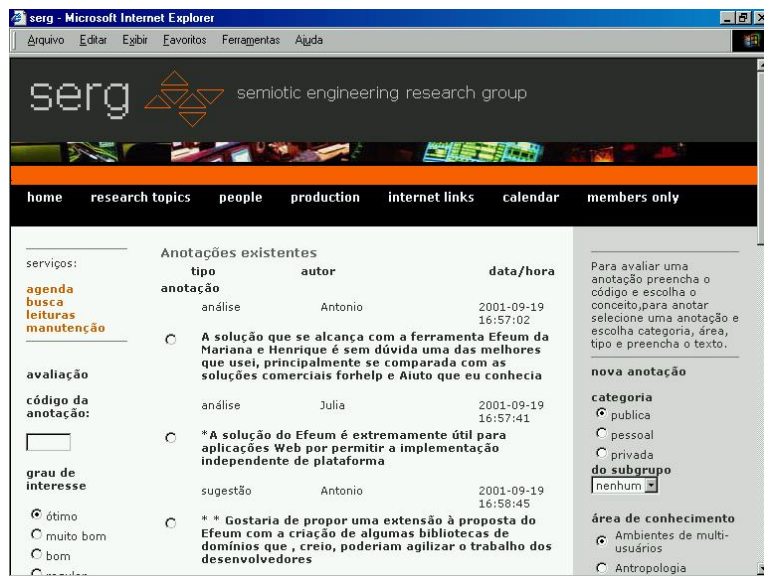 serg - Microsoft Internet Explorer
Arquivo Editar Exibir Favoritos Ferramentas Ajuda
serg semiotic engineering research group
home research topics people production internet links calendar members only
serviços:
agenda
busca
leituras
manutenção
avaliação
código da
anotação:
grau de
interesse
ótimo
muito bom
bom
regular
Anotações existentes
tipo autor data/hora
anotação
análise Antonio 2001-09-19
16:57:02
A solução que se alcança com a ferramenta Efeum da
Mariana e Henrique é sem dúvida uma das melhores
que usei, principalmente se comparada com as
soluções comerciais forhelp e Aiuto que eu conhecia
análise Julia 2001-09-19
16:57:41
*A solução do Efeum é extremamente útil para
aplicações Web por permitir a implementação
independente de plataforma
sugestão Antonio 2001-09-19
16:58:45
* * Gostaria de propor uma extensão à proposta do
Efeum com a criação de algumas bibliotecas de
domínios que , creio, poderiam agilizar o trabalho dos
desenvolvedores
Para avaliar uma
anotação preencha o
código e escolha o
conceito,para anotar
selecione uma anotação e
escolha categoria, área,
tipo e preencha o texto.
nova anotação
categoria
publica
pessoal
privada
do subgrupo
nenhum
área de conhecimento
Ambientes de multi-
usuários
Antropologia